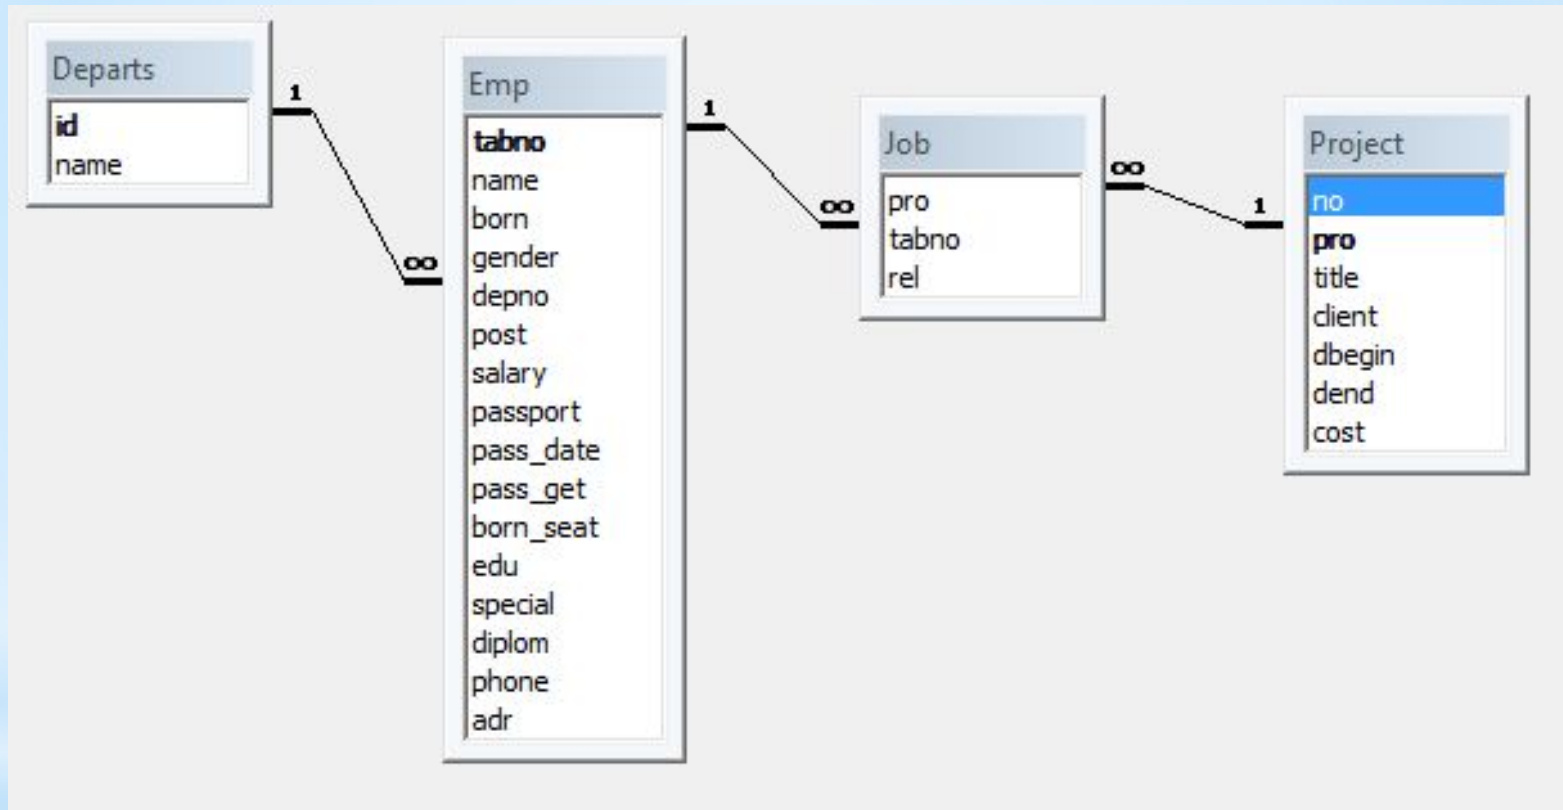 Departs
id
name
1
∞
Emp
tabno
name
born
gender
depno
post
salary
passport
pass_date
pass_get
born_seat
edu
special
diplom
phone
adr
1
∞
Job
pro
tabno
rel
∞
1
Project
no
pro
title
client
dbegin
dend
cost